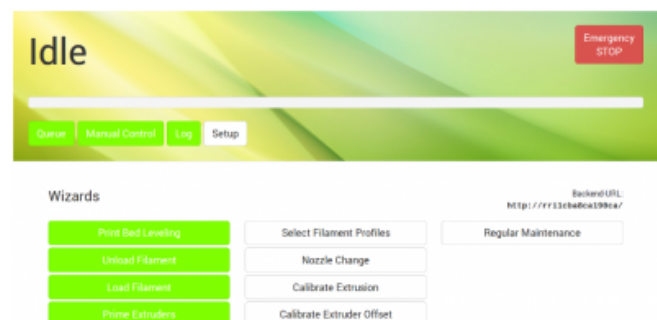 Idle
Emergency
STOP
Queue Manual Control Log Setup
Wizards
Backend-URL:
Print Bed Leveling Select Filament Profiles Regular Maintenance
Unload Filament Nozzle Change
Load Filament Calibrate Extrusion
Prime Extruders Calibrate Extruder Offset